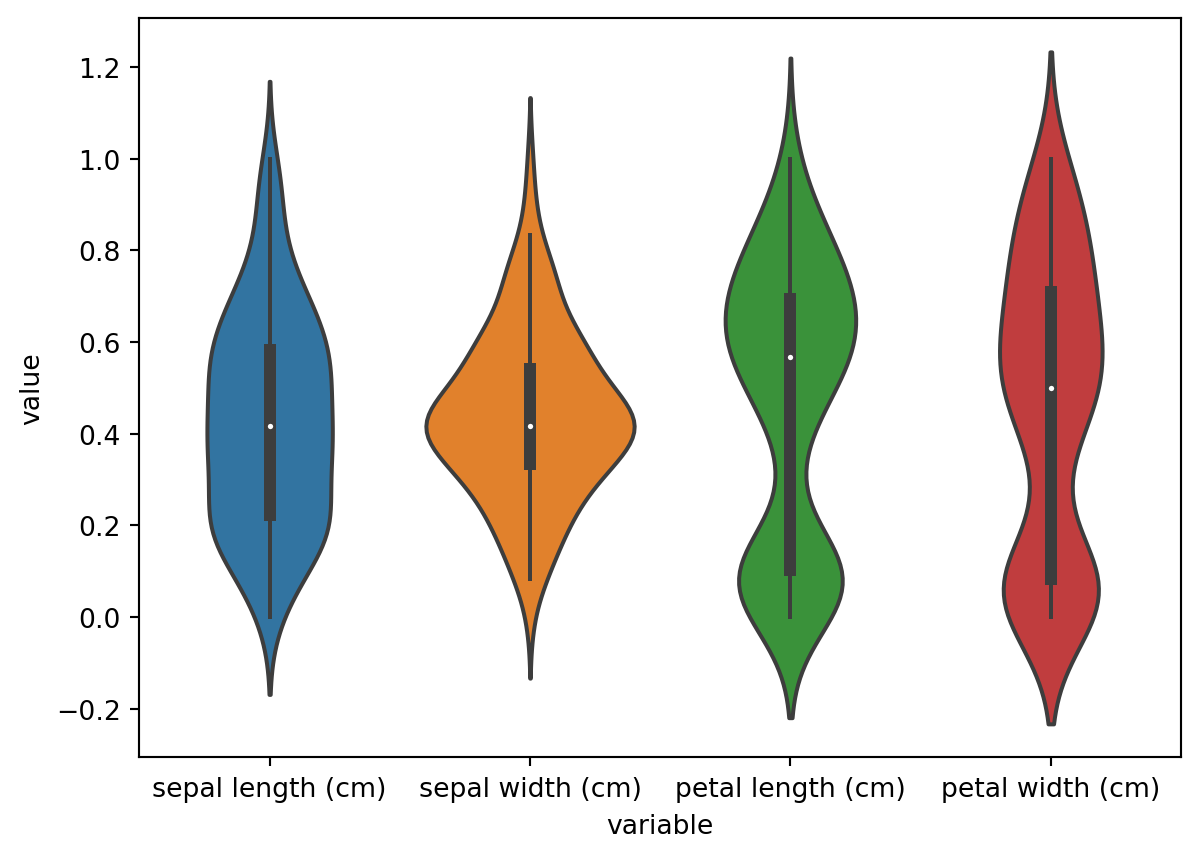 1.2
1.0
0.8
0.6
0.4
0.2
0.0
−0.2
value
sepal length (cm) sepal width (cm) petal length (cm) petal width (cm)
variable